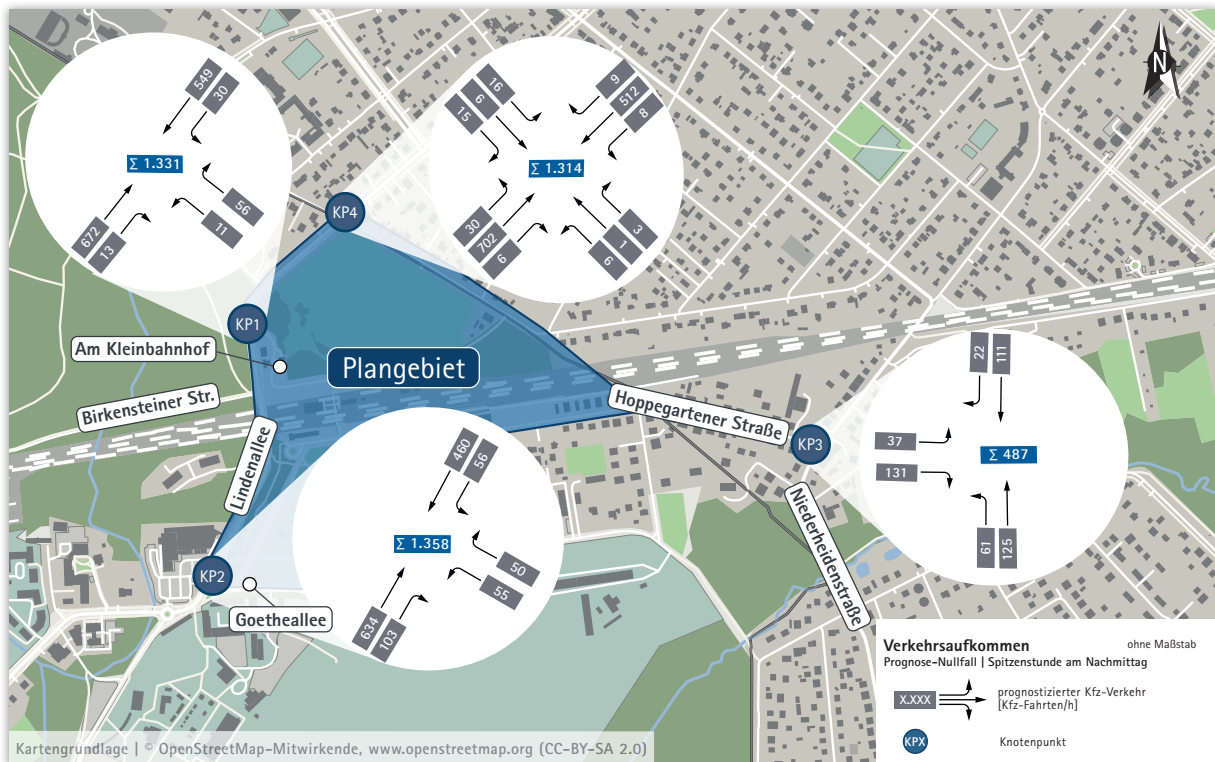 549
30
Σ 1.331
56
11
672
13
16
6
15
9
512
8
Σ 1.314
30
702
6
3
1
6
N
KP4
KP1
Am Kleinbahnhof
Plangebiet
Birkensteiner Str.
Lindenallee
Hoppegartener Straße
KP3
Niederheidenstraße
22
111
37
131
Σ 487
61
125
460
56
Σ 1.358
50
55
634
103
KP2
Goetheallee
Verkehrsaufkommen
ohne Maßstab
Prognose-Nullfall | Spitzenstunde am Nachmittag
X.XXX
prognostizierter Kfz-Verkehr
[Kfz-Fahrten/h]
KPX
Knotenpunkt
Kartengrundlage | © OpenStreetMap-Mitwirkende, www.openstreetmap.org (CC-BY-SA 2.0)